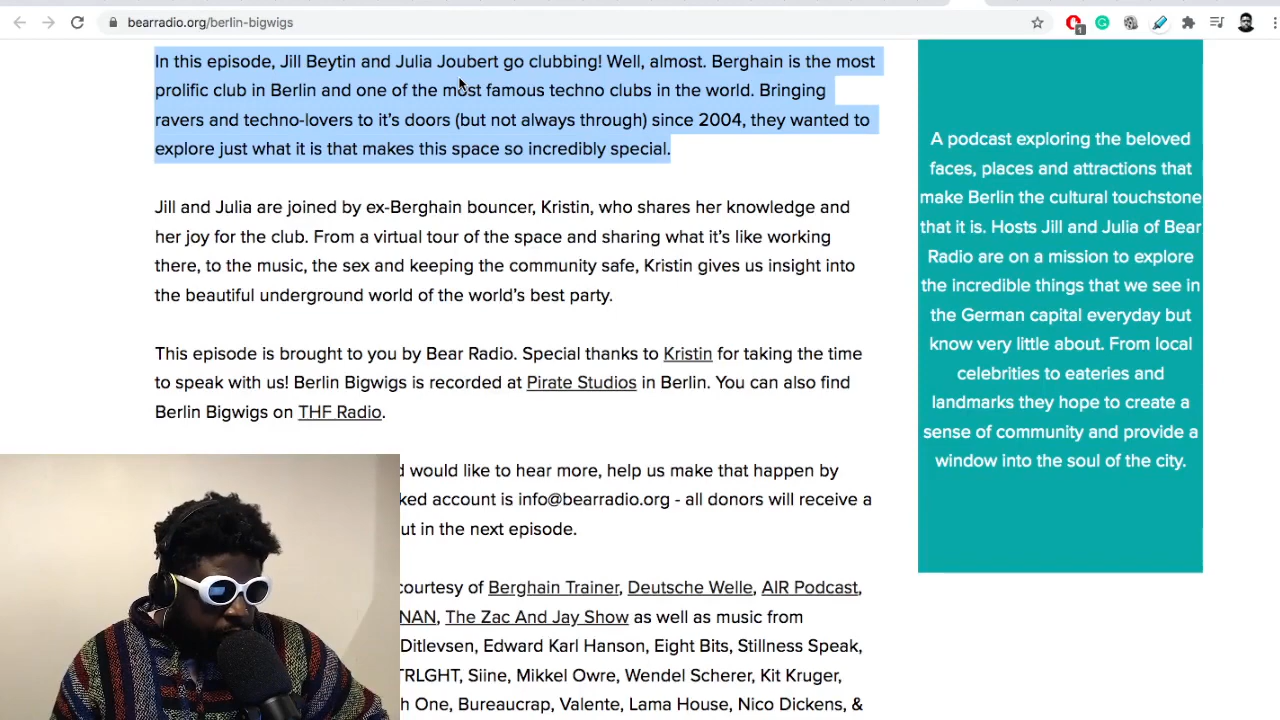 bearradio.org/berlin-bigwigs
1
In this episode, Jill Beytin and Julia Joubert go clubbing! Well, almost. Berghain is the most
prolific club in Berlin and one of the most famous techno clubs in the world. Bringing
ravers and techno-lovers to it’s doors (but not always through) since 2004, they wanted to
explore just what it is that makes this space so incredibly special.
Jill and Julia are joined by ex-Berghain bouncer, Kristin, who shares her knowledge and
her joy for the club. From a virtual tour of the space and sharing what it’s like working
there, to the music, the sex and keeping the community safe, Kristin gives us insight into
the beautiful underground world of the world’s best party.
This episode is brought to you by Bear Radio. Special thanks to Kristin for taking the time
to speak with us! Berlin Bigwigs is recorded at Pirate Studios in Berlin. You can also find
Berlin Bigwigs on THF Radio.
d would like to hear more, help us make that happen by
ked account is info@bearradio.org - all donors will receive a
ut in the next episode.
courtesy of Berghain Trainer, Deutsche Welle, AIR Podcast,
NAN, The Zac And Jay Show as well as music from
Ditlevsen, Edward Karl Hanson, Eight Bits, Stillness Speak,
TRLGHT, Siine, Mikkel Owre, Wendel Scherer, Kit Kruger,
h One, Bureaucrap, Valente, Lama House, Nico Dickens, &
A podcast exploring the beloved
faces, places and attractions that
make Berlin the cultural touchstone
that it is. Hosts Jill and Julia of Bear
Radio are on a mission to explore
the incredible things that we see in
the German capital everyday but
know very little about. From local
celebrities to eateries and
landmarks they hope to create a
sense of community and provide a
window into the soul of the city.